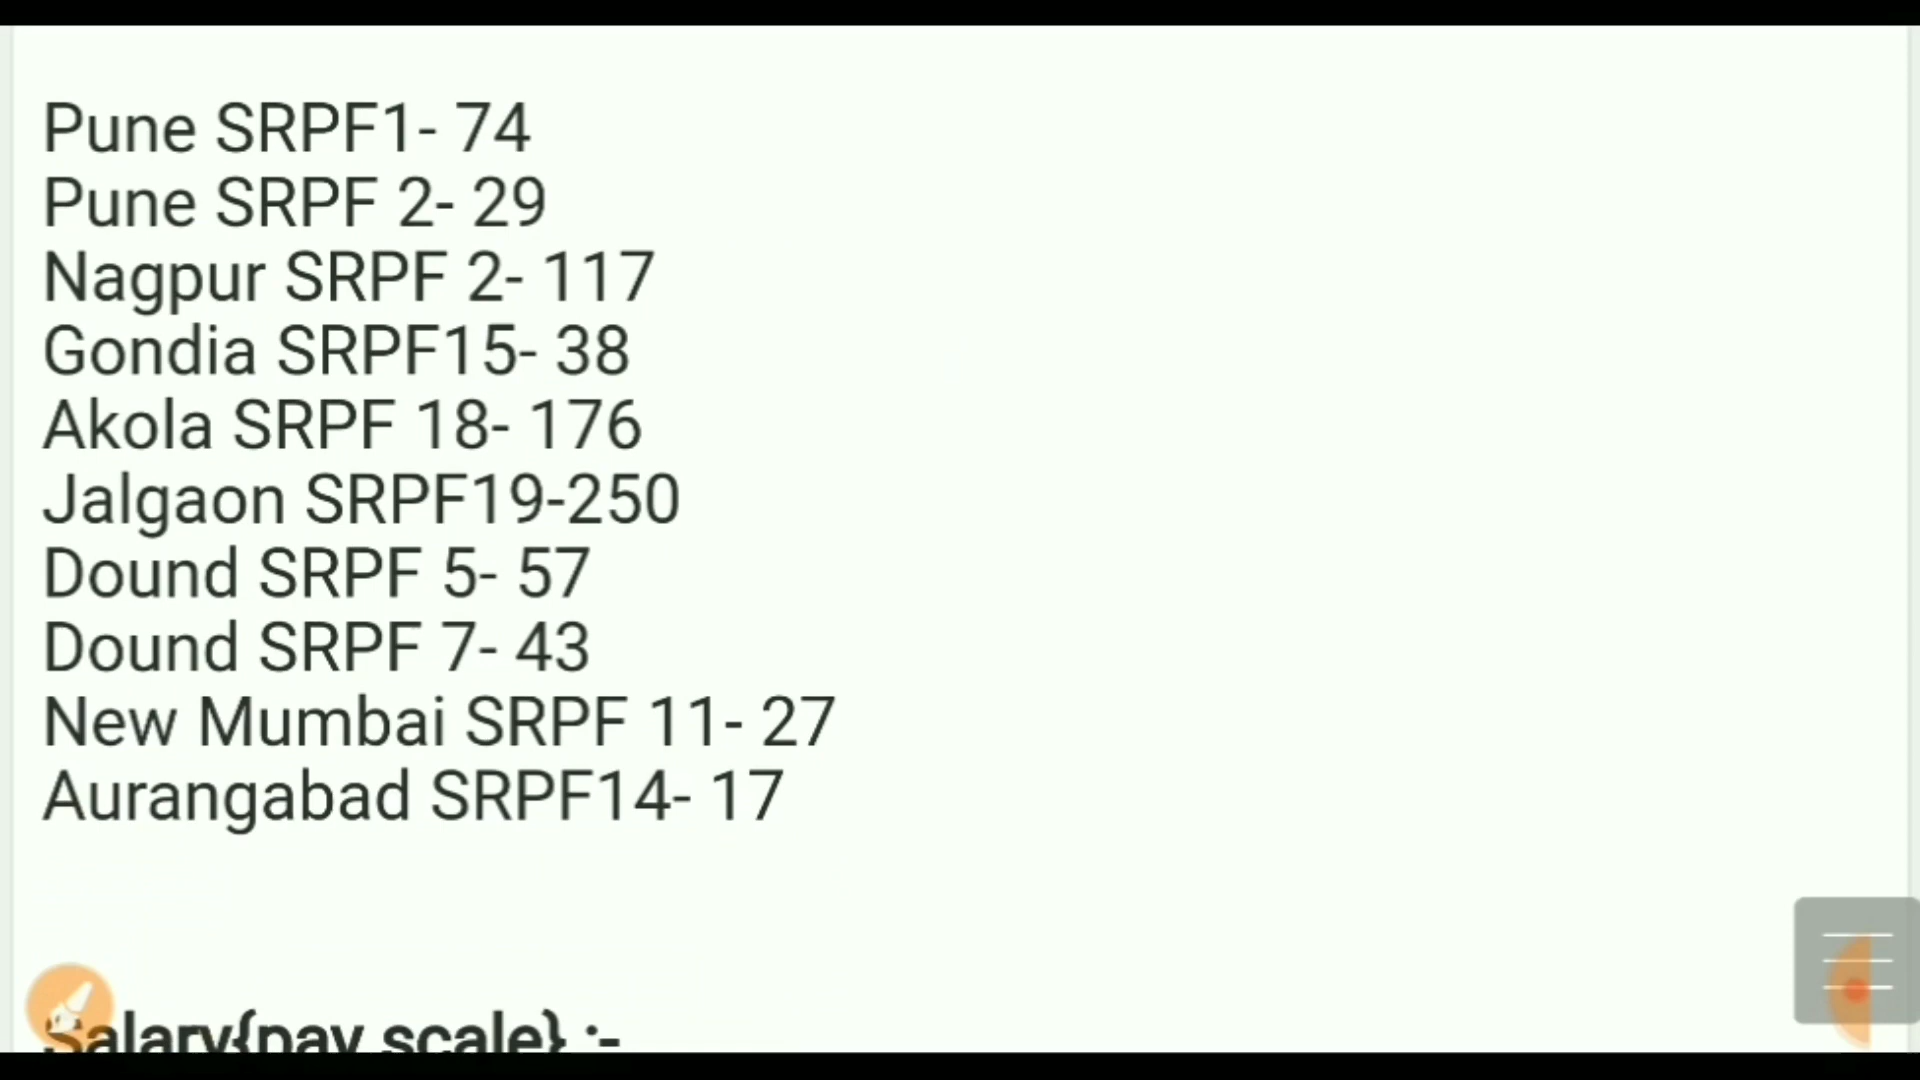 Pune SRPF1- 74
Pune SRPF 2- 29
Nagpur SRPF 2- 117
Gondia SRPF15- 38
Akola SRPF 18- 176
Jalgaon SRPF19-250
Dound SRPF 5- 57
Dound SRPF 7- 43
New Mumbai SRPF 11- 27
Aurangabad SRPF14- 17
Salary{pay scale} :-